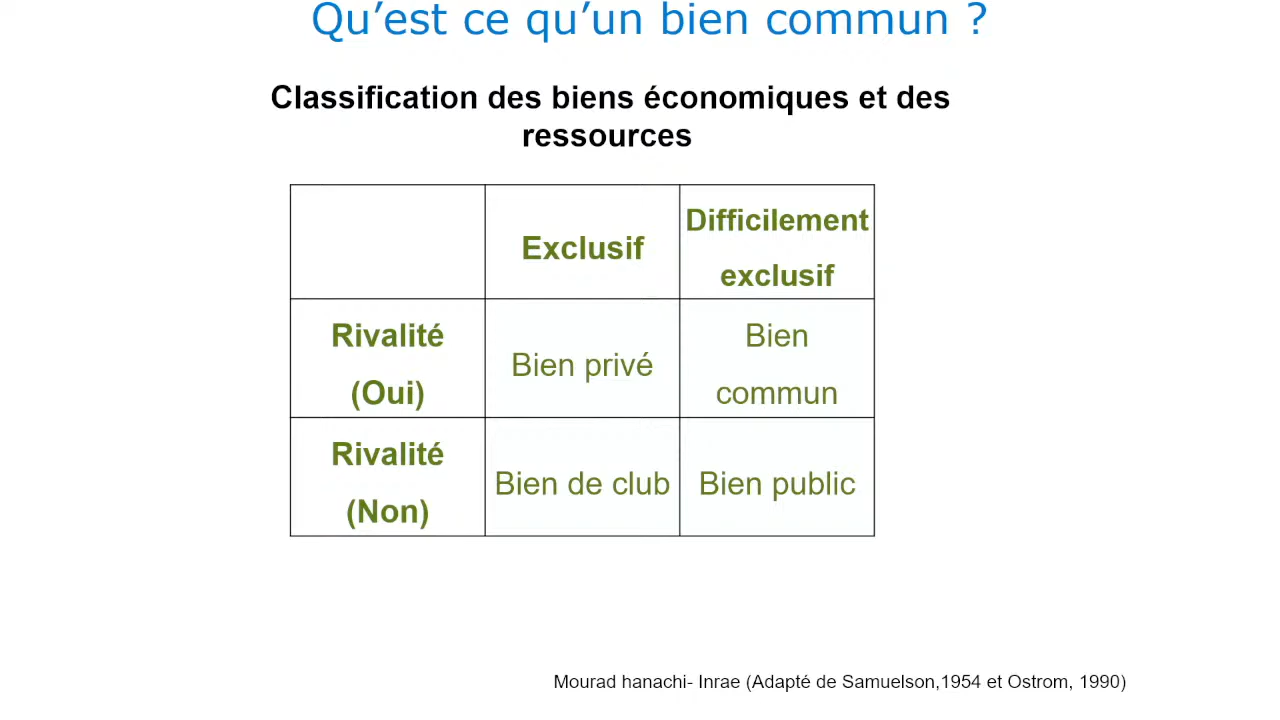 Qu’est ce qu’un bien commun ?
Classification des biens économiques et des
ressources
Exclusif
Difficilement
exclusif
Rivalité
(Oui)
Bien privé
Bien
commun
Rivalité
(Non)
Bien de club
Bien public
Mourad hanachi- Inrae (Adapté de Samuelson,1954 et Ostrom, 1990)